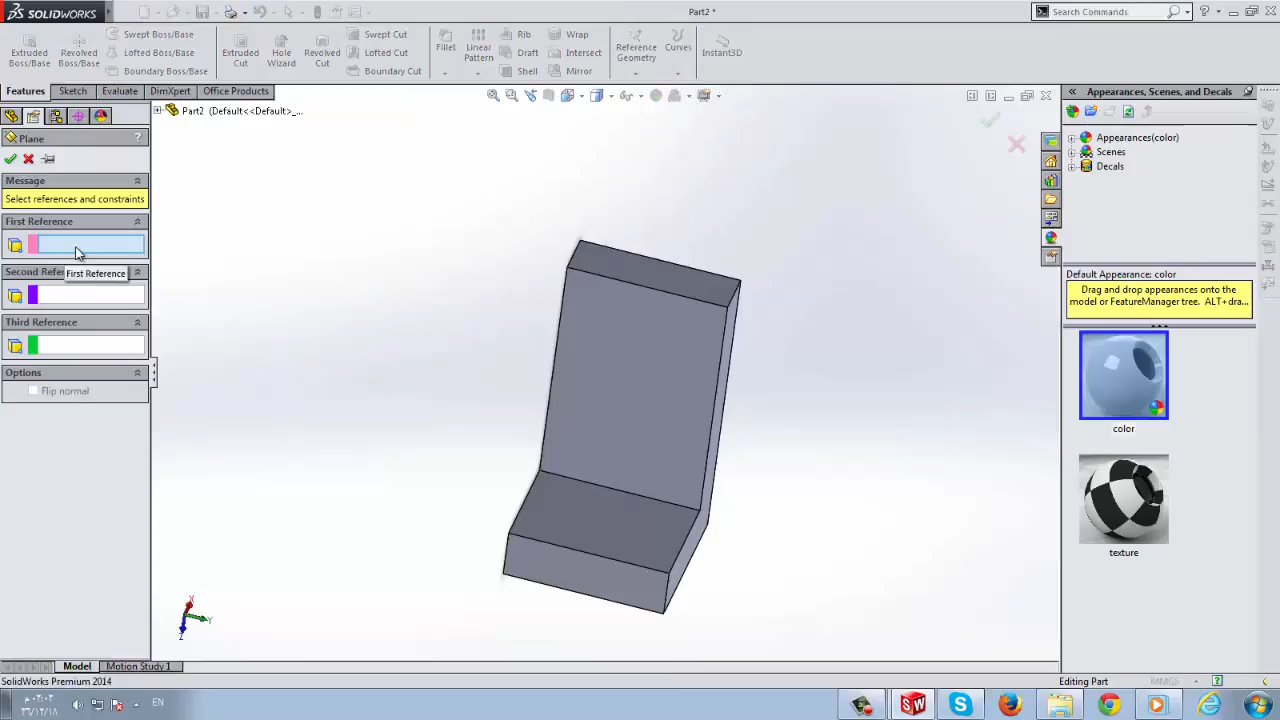 SOLIDWORKS
Part2 *
Search Commands
Extruded Boss/Base
Revolved Boss/Base
Swept Boss/Base
Lofted Boss/Base
Boundary Boss/Base
Extruded Cut
Hole Wizard
Revolved Cut
Swept Cut
Lofted Cut
Boundary Cut
Fillet
Linear Pattern
Rib
Draft
Shell
Wrap
Intersect
Mirror
Reference Geometry
Curves
Instant3D
Features
Sketch
Evaluate
DimXpert
Office Products
Part2 (Default<<Default>_...
Appearances, Scenes, and Decals
Appearances(color)
Scenes
Decals
Plane
?
Message
Select references and constraints
First Reference
First Reference
Second Refe
Third Reference
Options
Flip normal
Default Appearance: color
Drag and drop appearances onto the
model or FeatureManager tree. ALT+dra...
color
texture
X
Y
Z
Model
Motion Study 1
SolidWorks Premium 2014
Editing Part
MMGS
EN